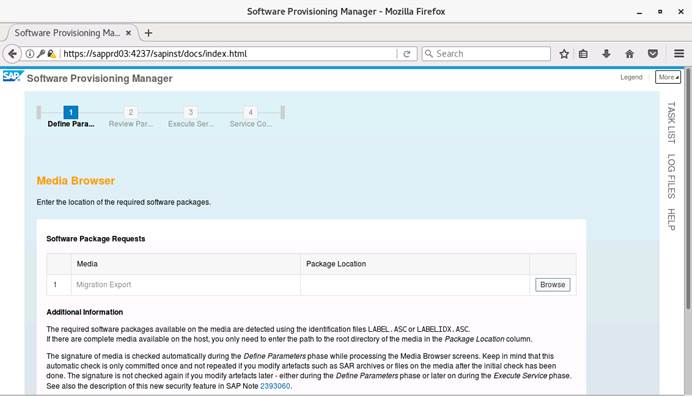 Software Provisioning Manager - Mozilla Firefox
Software Provisioning Ma...
https://sapprd03:4237/sapinst/docs/index.html
Search
SAP Software Provisioning Manager
Legend
More
1 2 3 4
Define Para... Review Par... Execute Ser... Service Co...
TASK LIST
LOG FILES
HELP
Media Browser
Enter the location of the required software packages.
Software Package Requests
Media Package Location
1 Migration Export Browse
Additional Information
The required software packages available on the media are detected using the identification files LABEL.ASC or LABELIDX.ASC.
If there are complete media available on the host, you only need to enter the path to the root directory of the media in the Package Location column.
The signature of media is checked automatically during the Define Parameters phase while processing the Media Browser screens. Keep in mind that this
automatic check is only committed once and not repeated if you modify artefacts such as SAR archives or files on the media after the initial check has been
done. The signature is not checked again if you modify artefacts later - either during the Define Parameters phase or later on during the Execute Service phase.
See also the description of this new security feature in SAP Note 2393060.